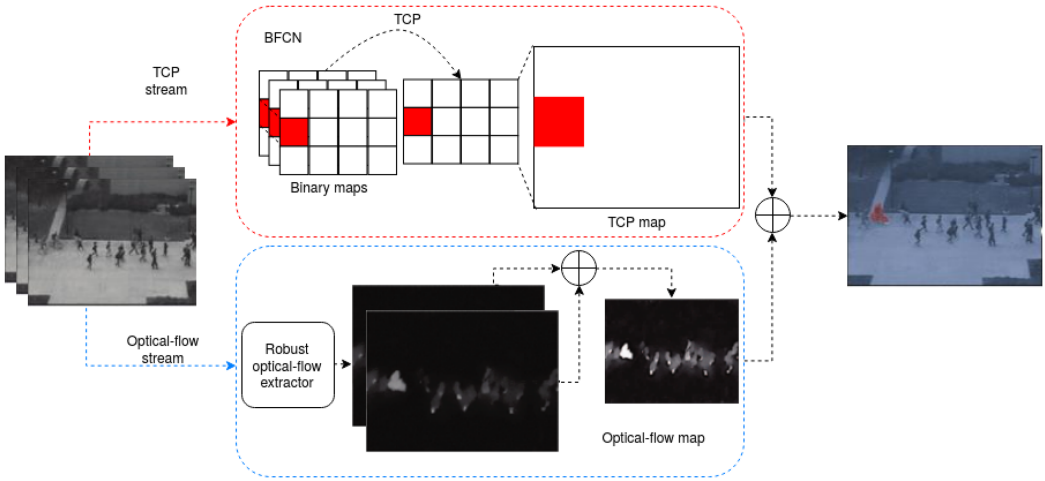 TCP
BFCN
TCP
stream
Binary maps
TCP map
Optical-flow
stream
Robust
optical-flow
extractor
Optical-flow map